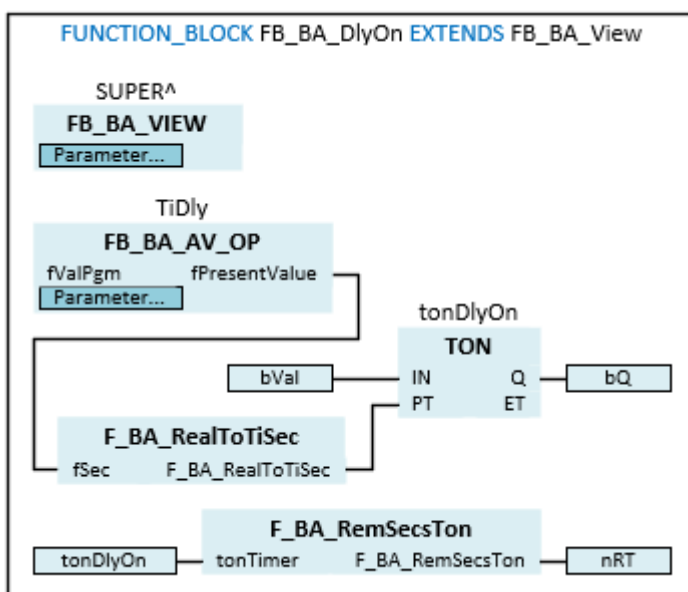 FUNCTION_BLOCK FB_BA_DlyOn EXTENDS FB_BA_View
SUPER^
FB_BA_VIEW
Parameter...
TiDly
FB_BA_AV_OP
fValPgm fPresentValue
Parameter...
tonDlyOn
TON
bVal IN Q bQ
PT ET
F_BA_RealToTiSec
fSec F_BA_RealToTiSec
F_BA_RemSecsTon
tonDlyOn tonTimer F_BA_RemSecsTon nRT